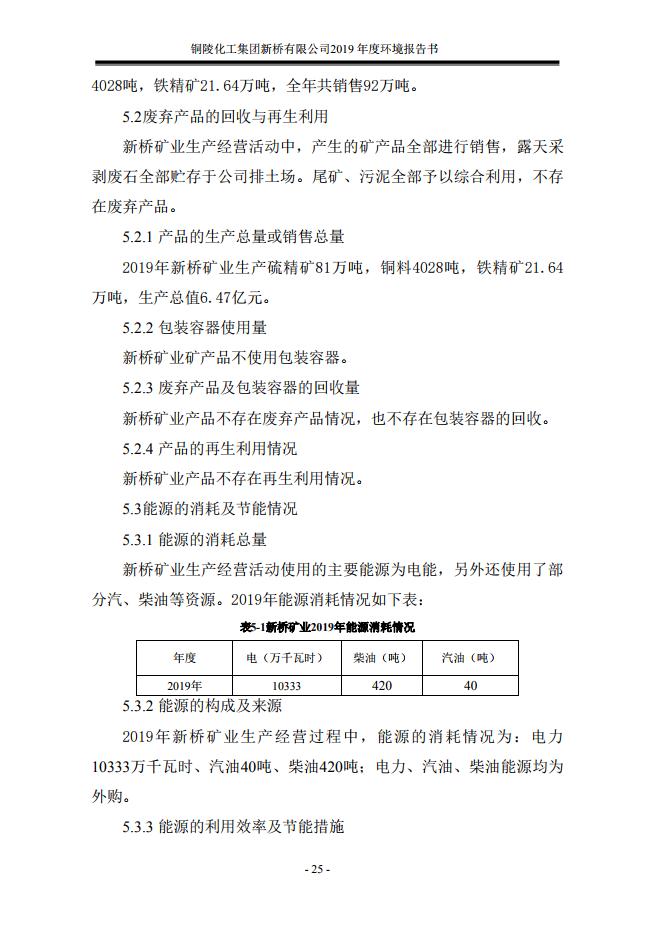 铜陵化工集团新桥有限公司2019 年度环境报告书
4028吨，铁精矿21.64万吨，全年共销售92万吨。
5.2废弃产品的回收与再生利用
新桥矿业生产经营活动中，产生的矿产品全部进行销售，露天采
剥废石全部贮存于公司排土场。尾矿、污泥全部予以综合利用，不存
在废弃产品。
5.2.1 产品的生产总量或销售总量
2019年新桥矿业生产硫精矿81万吨，铜料4028吨，铁精矿21.64
万吨，生产总值6.47亿元。
5.2.2 包装容器使用量
新桥矿业矿产品不使用包装容器。
5.2.3 废弃产品及包装容器的回收量
新桥矿业产品不存在废弃产品情况，也不存在包装容器的回收。
5.2.4 产品的再生利用情况
新桥矿业产品不存在再生利用情况。
5.3能源的消耗及节能情况
5.3.1 能源的消耗总量
新桥矿业生产经营活动使用的主要能源为电能，另外还使用了部
分汽、柴油等资源。2019年能源消耗情况如下表：
表5-1新桥矿业2019年能源消耗情况
年度 电（万千瓦时） 柴油（吨） 汽油（吨）
2019年 10333 420 40
5.3.2 能源的构成及来源
2019年新桥矿业生产经营过程中，能源的消耗情况为：电力
10333万千瓦时、汽油40吨、柴油420吨；电力、汽油、柴油能源均为
外购。
5.3.3 能源的利用效率及节能措施
- 25 -